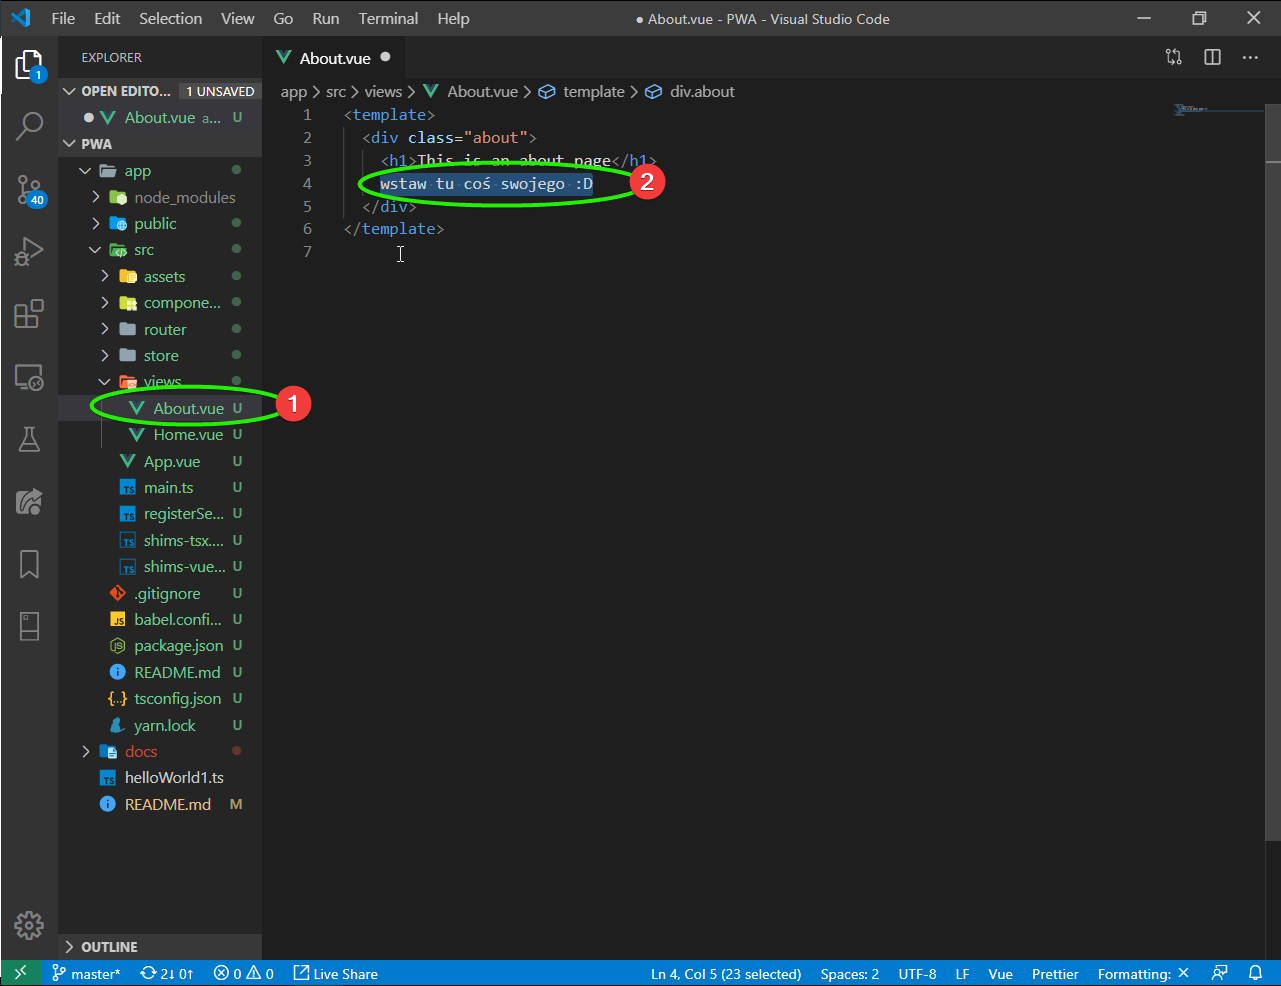 File Edit Selection View Go Run Terminal Help
● About.vue - PWA - Visual Studio Code
EXPLORER
About.vue
OPEN EDITO... 1 UNSAVED
About.vue a... U
PWA
app
node_modules
public
src
assets
compone...
router
store
views
About.vue U
Home.vue U
App.vue U
TS main.ts U
TS registerSe... U
TS shims-tsx.... U
TS shims-vue... U
.gitignore U
JS babel.confi... U
package.json U
README.md U
{..} tsconfig.json U
yarn.lock U
docs
TS helloWorld1.ts
README.md M
OUTLINE
1
40
app > src > views > About.vue > template > div.about
1 <template>
2 <div class="about">
3 <h1>This is an about page</h1>
4 wstaw tu coś swojego :D
5 </div>
6 </template>
7
1
2
master* 2↓ 0↑ 0 0 Live Share
Ln 4, Col 5 (23 selected) Spaces: 2 UTF-8 LF Vue Prettier Formatting: ×